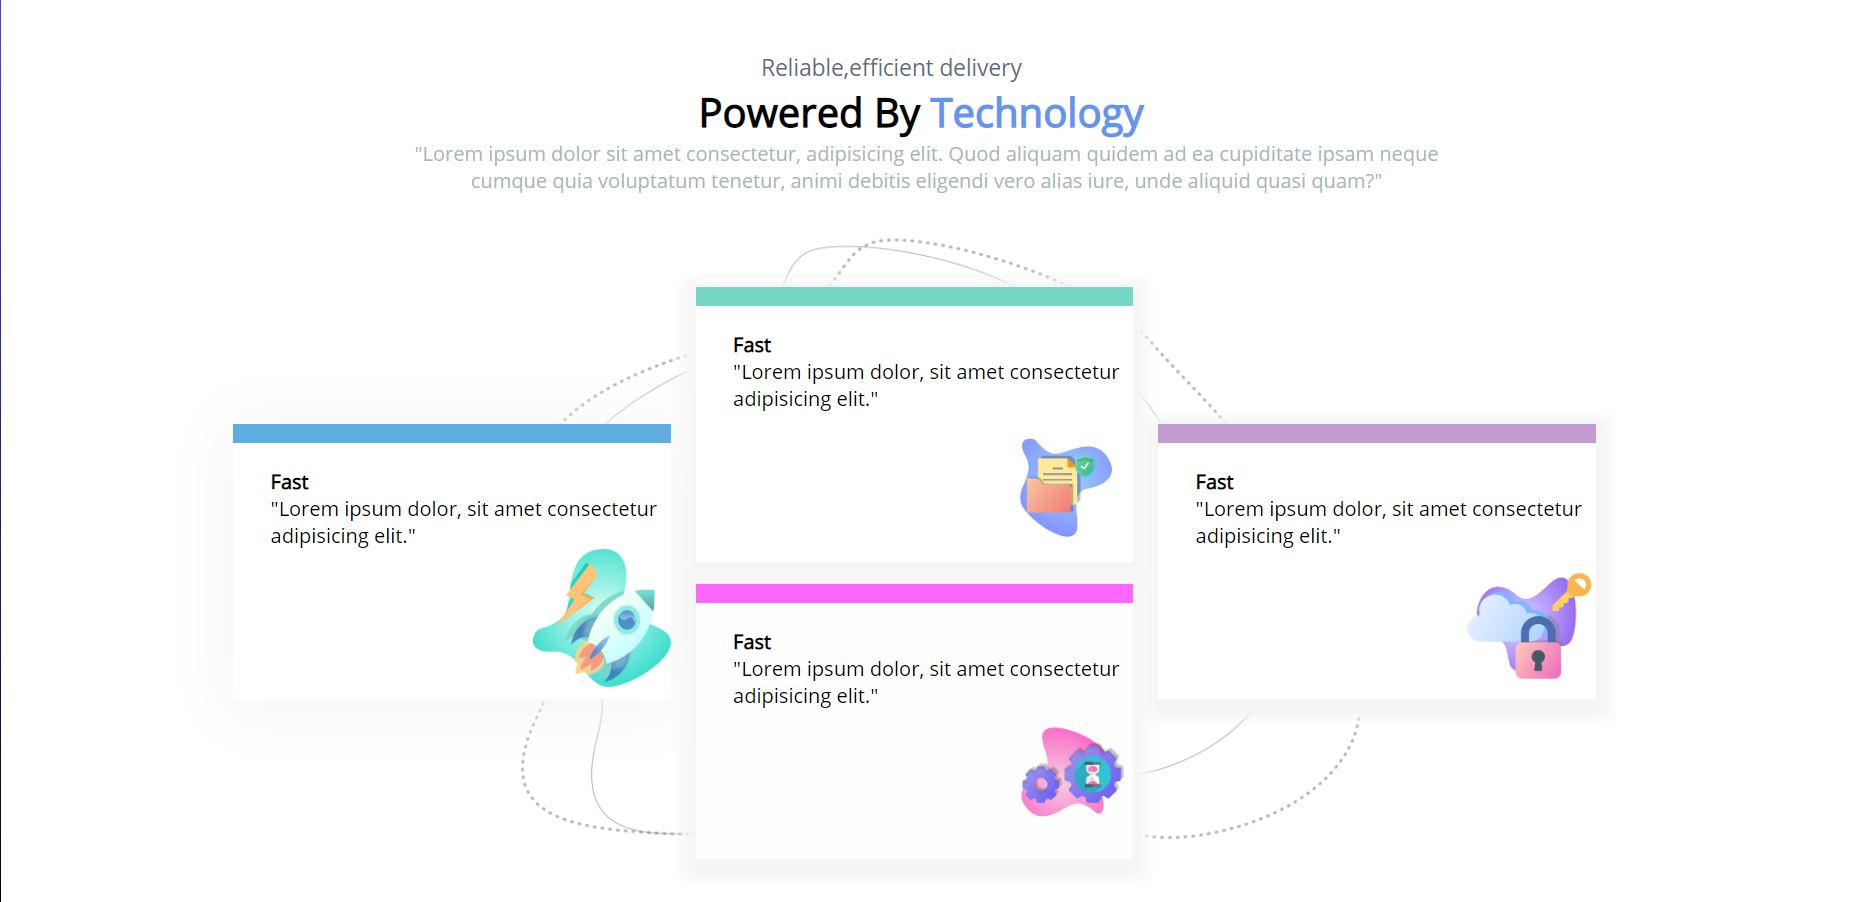 Reliable,efficient delivery
Powered By Technology
"Lorem ipsum dolor sit amet consectetur, adipisicing elit. Quod aliquam quidem ad ea cupiditate ipsam neque
cumque quia voluptatum tenetur, animi debitis eligendi vero alias iure, unde aliquid quasi quam?"
Fast
"Lorem ipsum dolor, sit amet consectetur
adipisicing elit."
Fast
"Lorem ipsum dolor, sit amet consectetur
adipisicing elit."
Fast
"Lorem ipsum dolor, sit amet consectetur
adipisicing elit."
Fast
"Lorem ipsum dolor, sit amet consectetur
adipisicing elit."